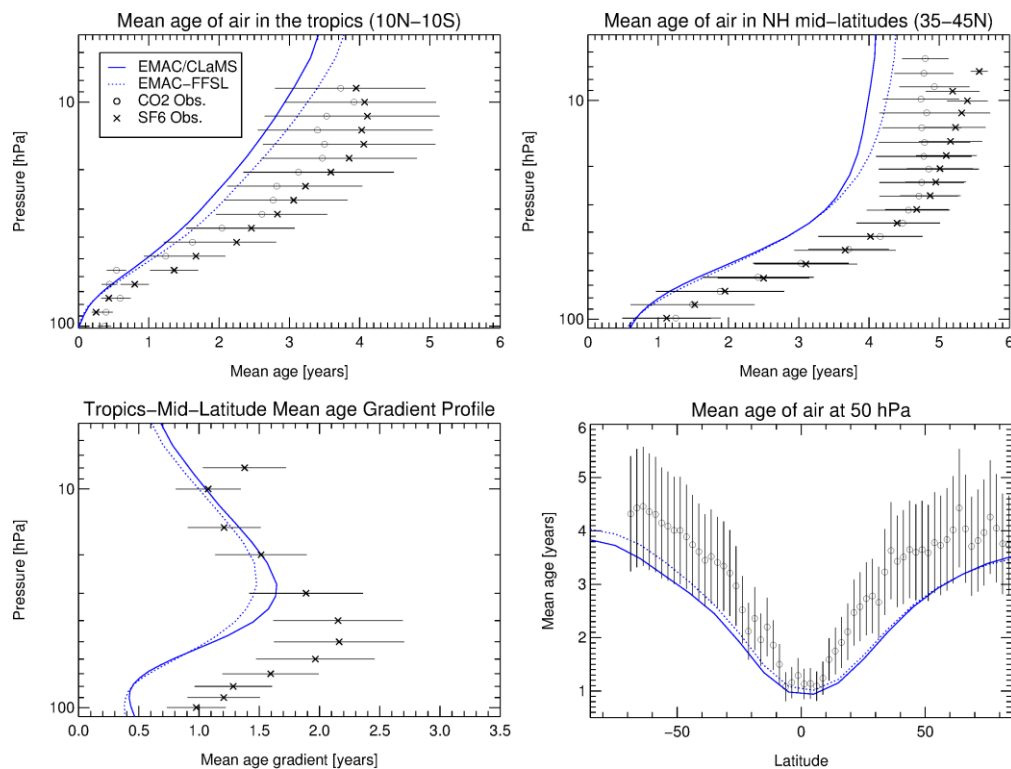 Mean age of air in the tropics (10N−10S)
EMAC/CLaMS
EMAC−FFSL
CO2 Obs.
SF6 Obs.
Pressure [hPa]
10
100
0 1 2 3 4 5 6
Mean age [years]
Mean age of air in NH mid−latitudes (35−45N)
Pressure [hPa]
10
100
0 1 2 3 4 5 6
Mean age [years]
Tropics−Mid−Latitude Mean age Gradient Profile
Pressure [hPa]
10
100
0.0 0.5 1.0 1.5 2.0 2.5 3.0 3.5
Mean age gradient [years]
Mean age of air at 50 hPa
Mean age [years]
6
5
4
3
2
1
−50 0 50
Latitude